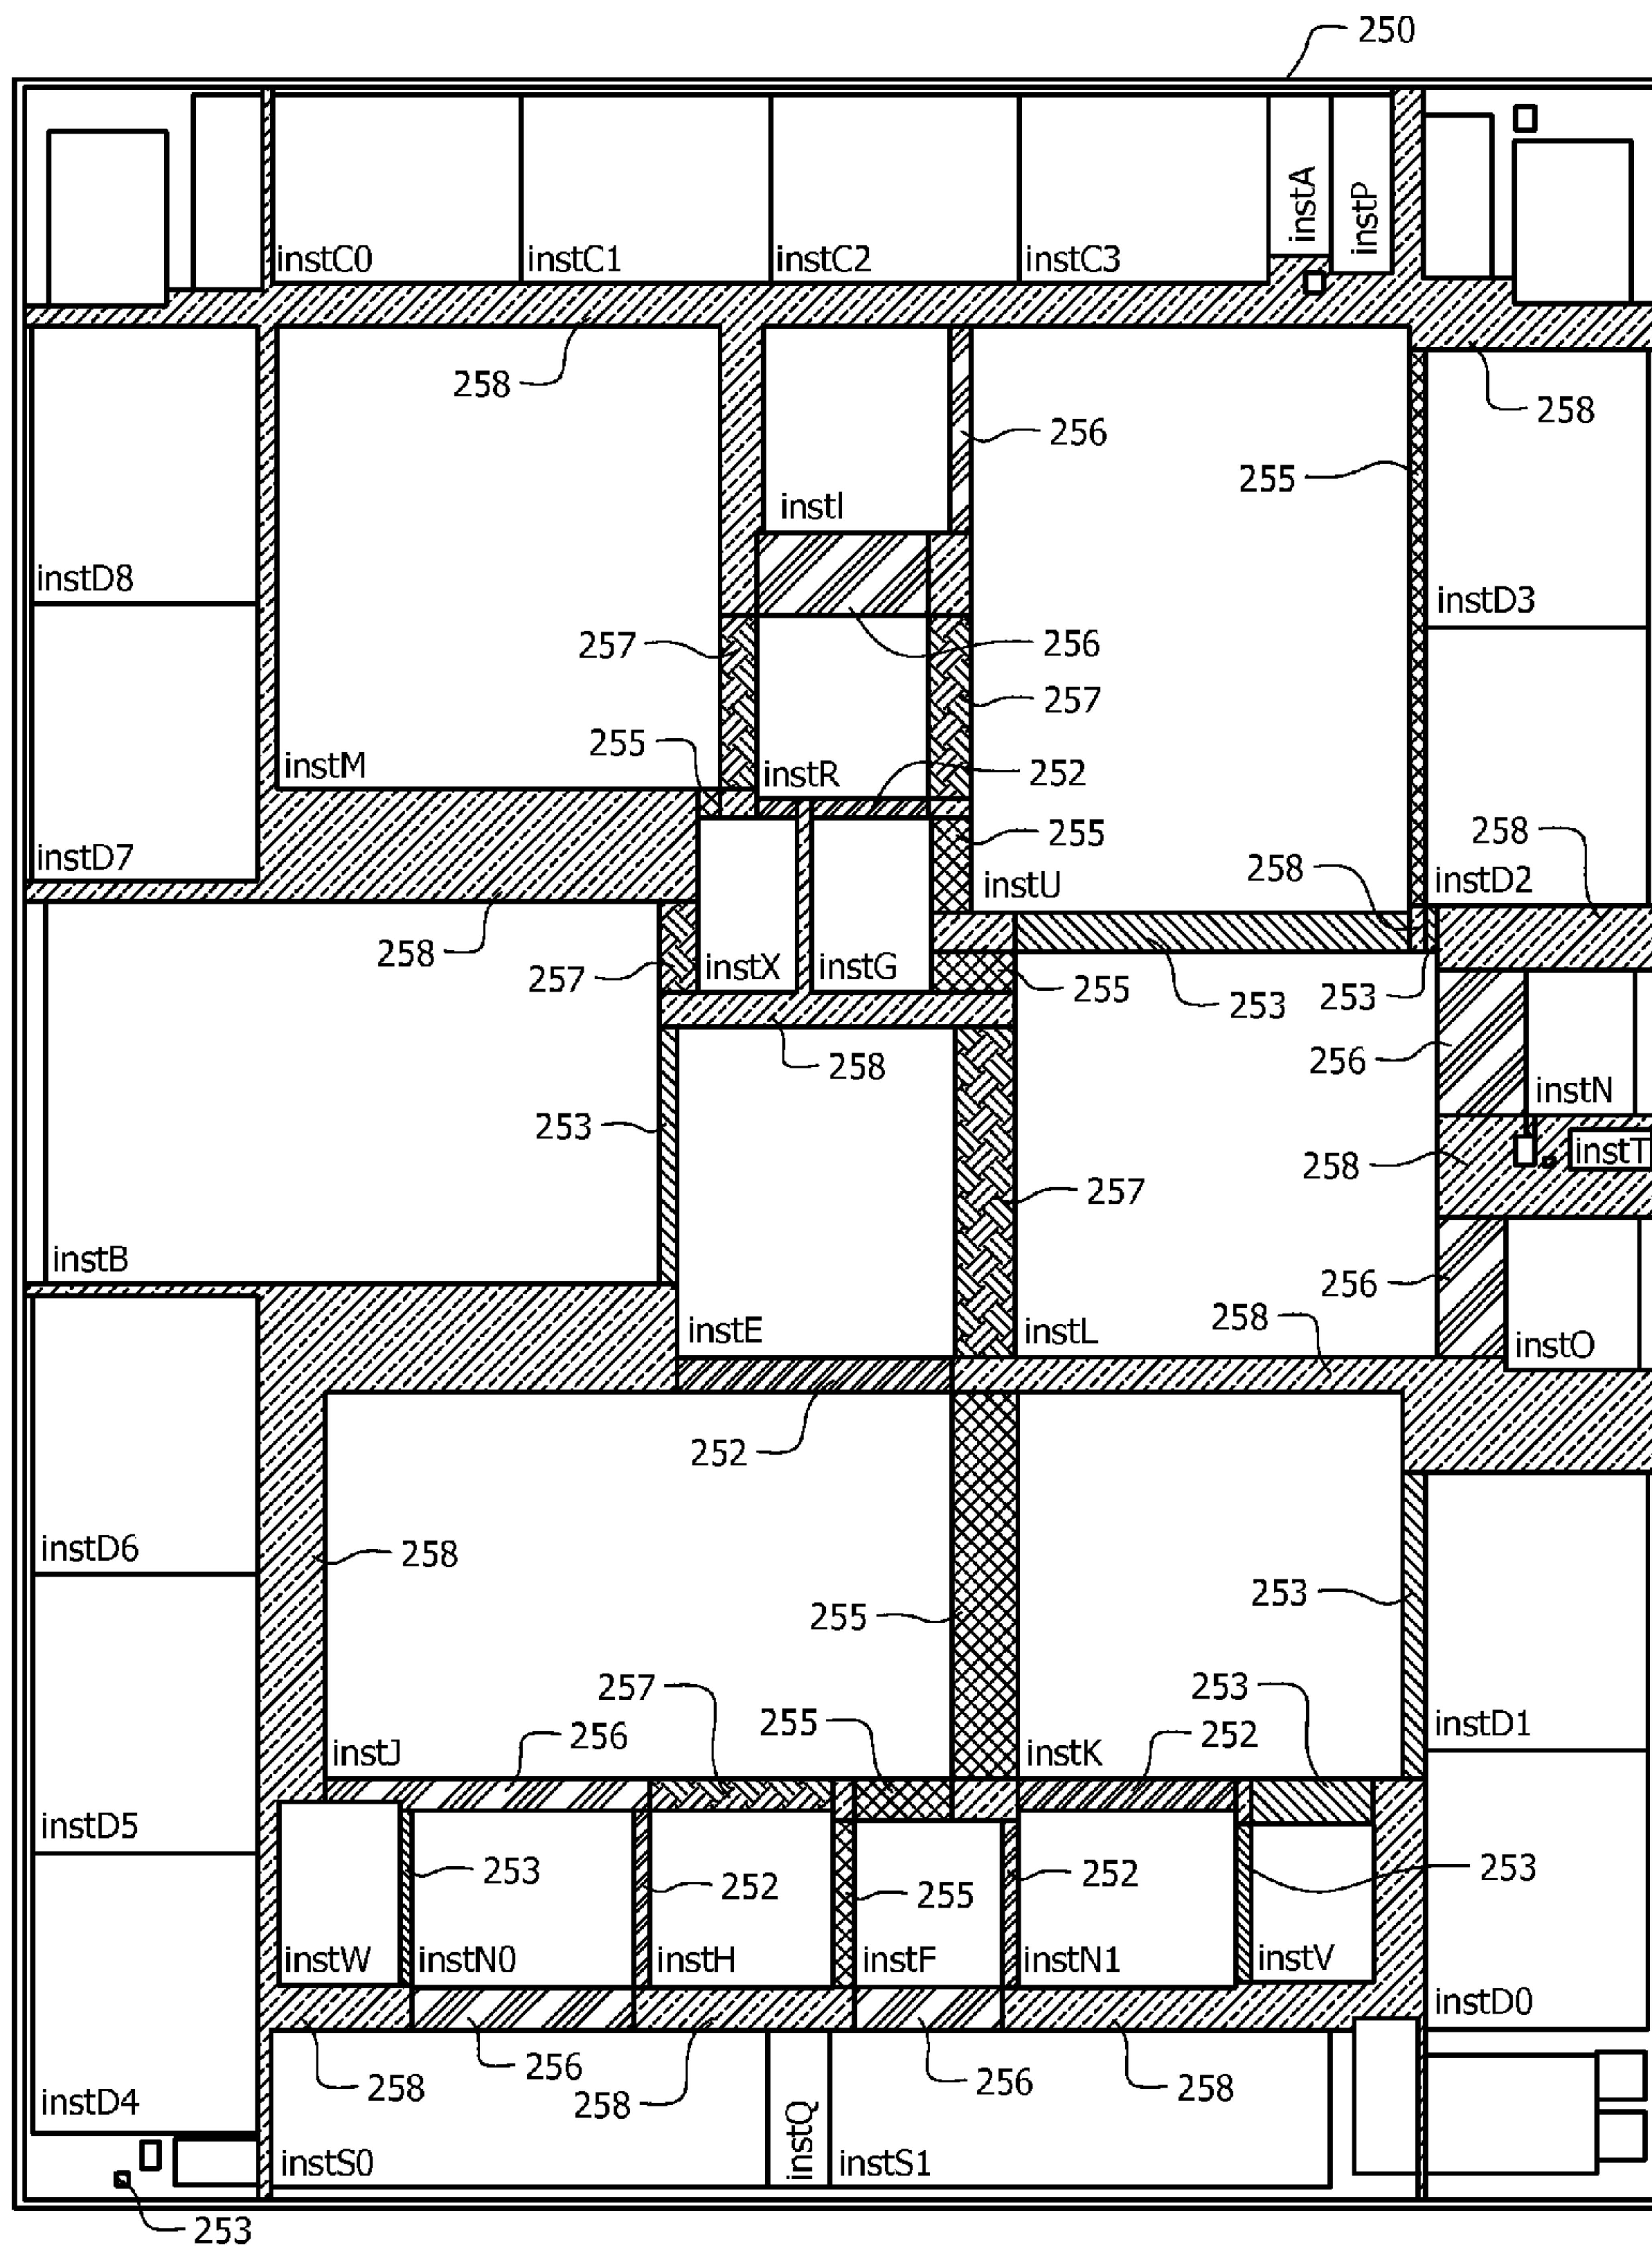 250
instC0
instC1
instC2
instC3
instA
instP
258
258
256
255
instI
instD8
instD3
257
256
257
255
instM
instR
252
255
258
instD7
instU
258
instD2
258
257
instX
instG
255
253
253
258
256
instN
253
258
instT
257
instB
256
258
instE
instL
instO
252
instD6
258
253
255
257
253
255
256
252
instJ
instK
instD1
instD5
253
252
255
252
253
instW
instN0
instH
instF
instN1
instV
instD0
256
258
258
256
258
instD4
instS0
instQ
instS1
253